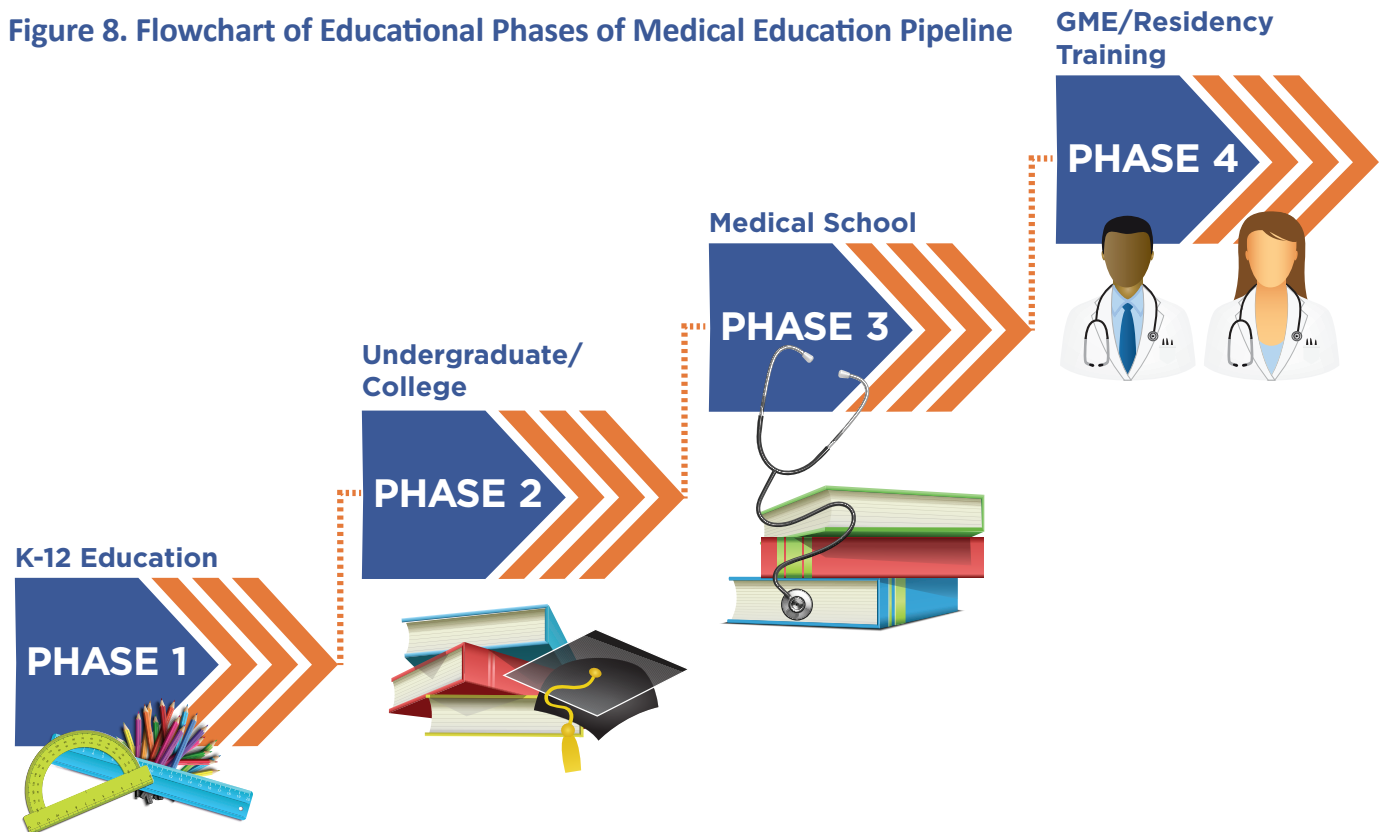 Figure 8. Flowchart of Educational Phases of Medical Education Pipeline
GME/Residency
Training
PHASE 4
Medical School
PHASE 3
Undergraduate/
College
PHASE 2
K-12 Education
PHASE 1